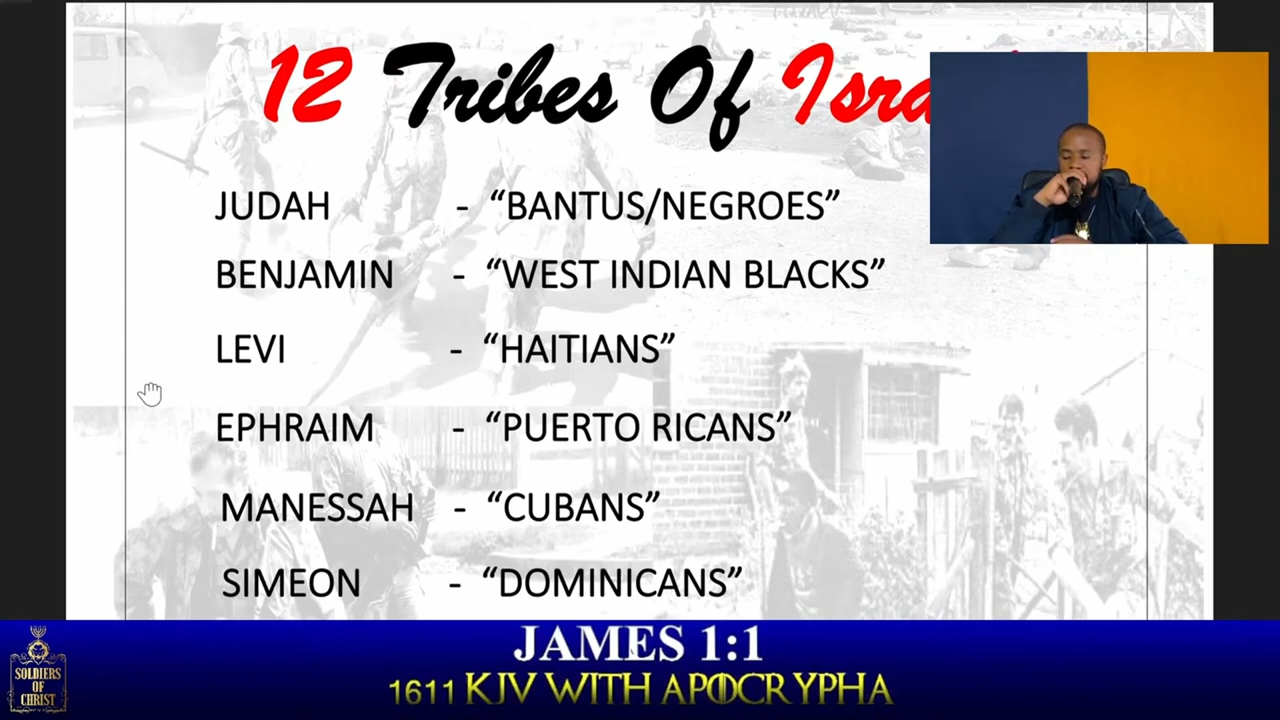 12 Tribes Of Isra
JUDAH - “BANTUS/NEGROES”
BENJAMIN - “WEST INDIAN BLACKS”
LEVI - “HAITIANS”
EPHRAIM - “PUERTO RICANS”
MANESSAH - “CUBANS”
SIMEON - “DOMINICANS”
JAMES 1:1
1611 KJV WITH APOCRYPHA
SOLDIERS
OF
CHRIST